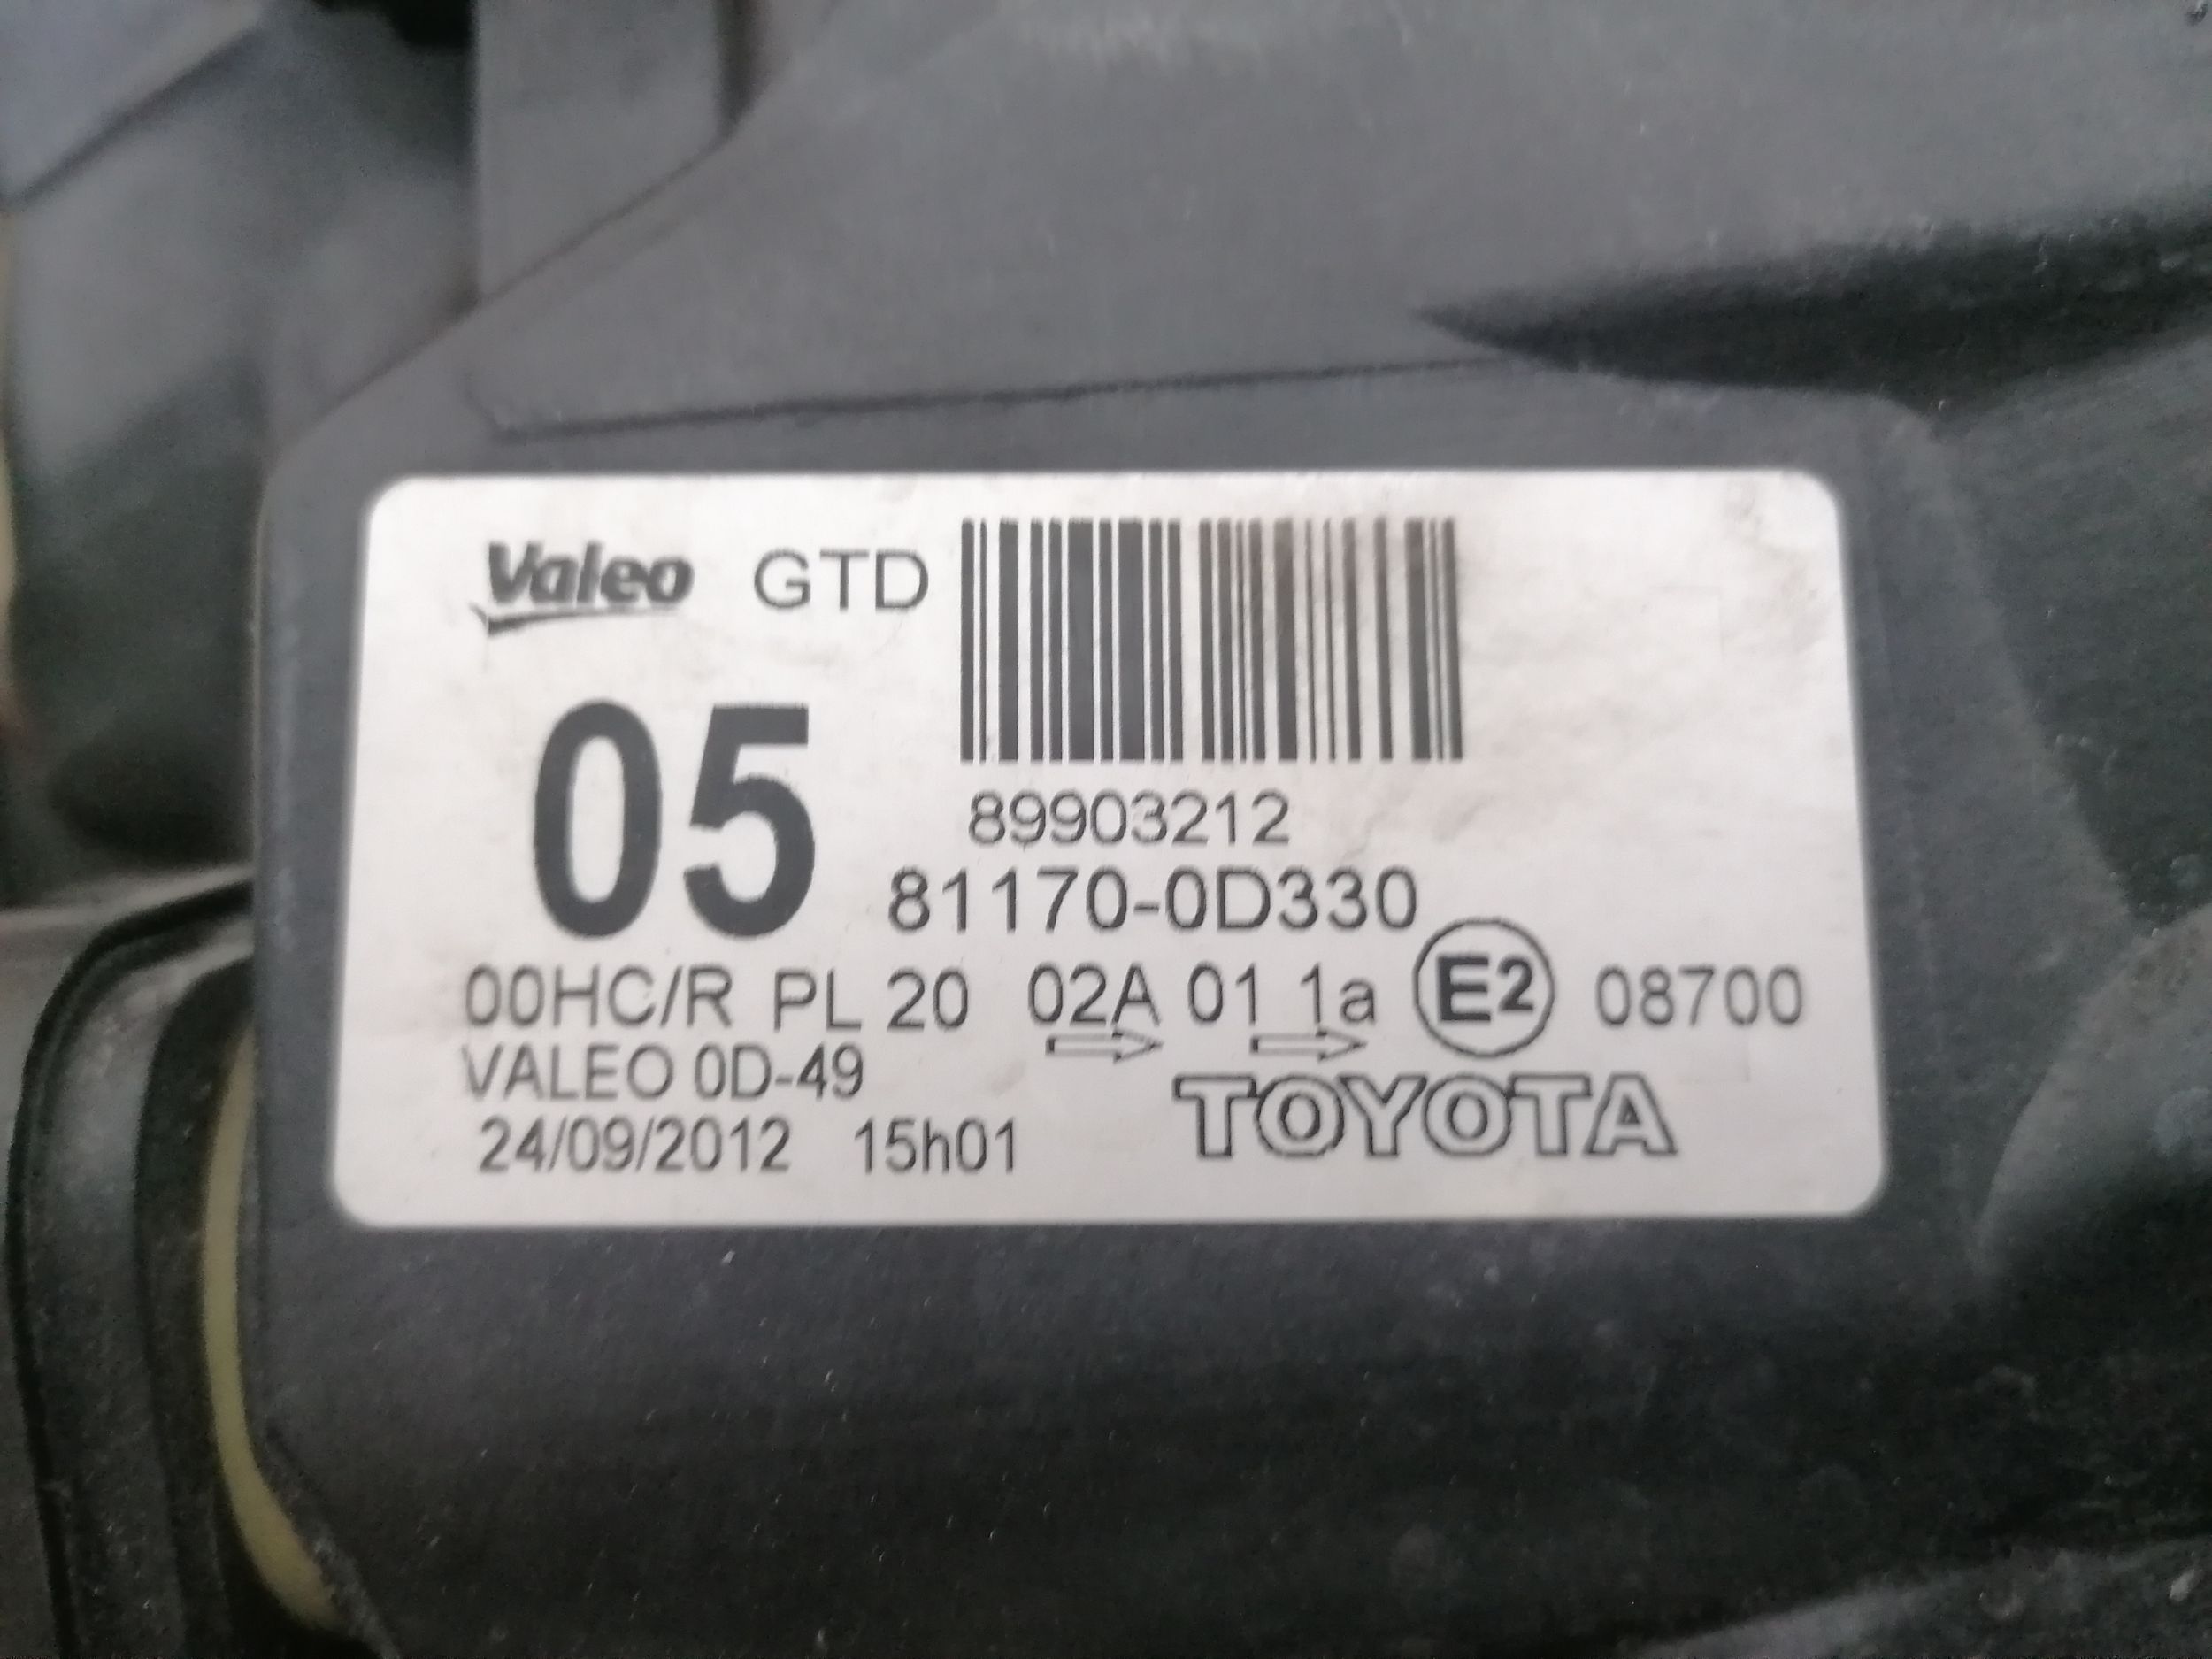 Valeo GTD
05
89903212
81170-0D330
00HC/R PL 20 02A 01 1a E2 08700
VALEO 0D-49
24/09/2012 15h01 TOYOTA